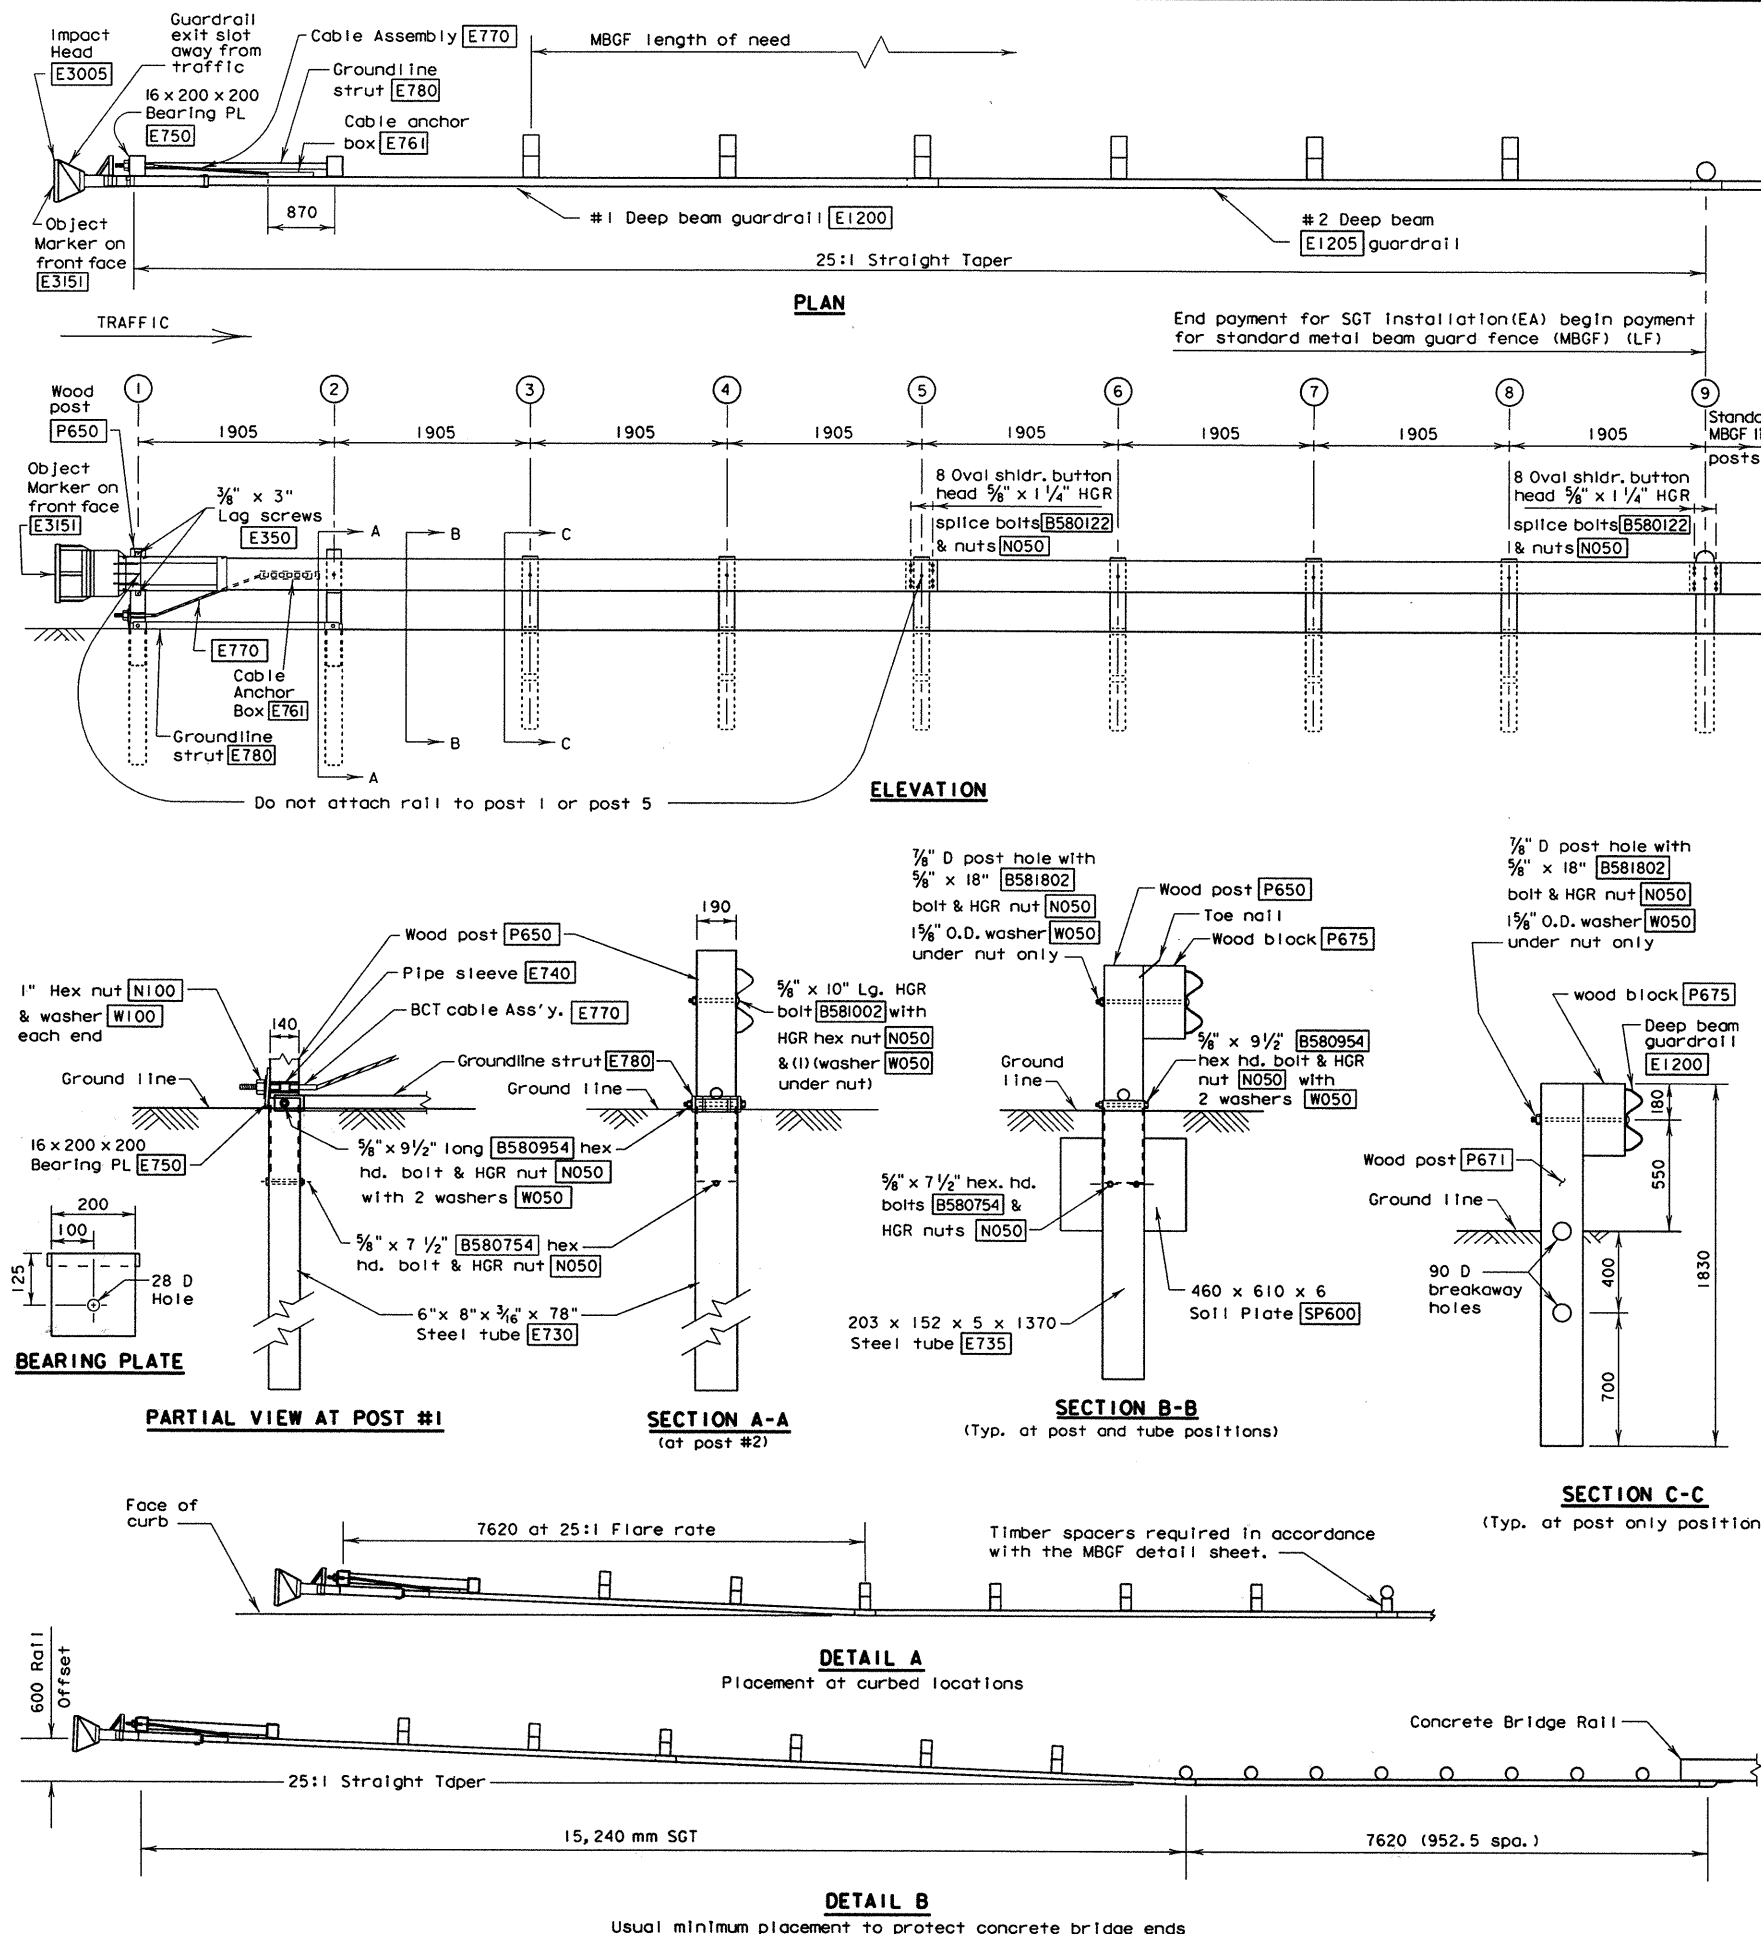 Impact
Head
E3005
Guardrail
exit slot
away from
traffic
16 x 200 x 200
Bearing PL
E750
Cable Assembly E770
Groundline
strut E780
Cable anchor
box E761
MBGF length of need
Object
Marker on
front face
E3151
870
#1 Deep beam guardrail E1200
#2 Deep beam
E1205 guardrail
25:1 Straight Taper
PLAN
TRAFFIC
End payment for SGT installation(EA) begin payment
for standard metal beam guard fence (MBGF) (LF)
Wood
post
P650
1 2 3 4 5 6 7 8 9
1905 1905 1905 1905 1905 1905 1905 1905
MBGF
posts
Object
Marker on
front face
E3151
3/8" x 3"
Lag screws
E350
A B C
8 Oval shldr. button
head 5/8" x 1 1/4" HGR
splice bolts B580122
& nuts N050
8 Oval shldr. button
head 5/8" x 1 1/4" HGR
splice bolts B580122
& nuts N050
E770
Cable
Anchor
Box E761
Groundline
strut E780
B C
A
Do not attach rail to post 1 or post 5
ELEVATION
1" Hex nut N100
& washer W100
each end
140
Wood post P650
Pipe sleeve E740
BCT cable Ass'y. E770
Groundline strut E780
Ground line
Ground line
16 x 200 x 200
Bearing PL E750
5/8" x 9 1/2" long B580954 hex
hd. bolt & HGR nut N050
with 2 washers W050
5/8" x 7 1/2" B580754 hex
hd. bolt & HGR nut N050
6" x 8" x 3/16" x 78"
Steel tube E730
200
100
125
28 D
Hole
BEARING PLATE
PARTIAL VIEW AT POST #1
190
5/8" x 10" Lg. HGR
bolt B581002 with
HGR hex nut N050
& (1) (washer W050
under nut)
SECTION A-A
(at post #2)
7/8" D post hole with
5/8" x 18" B581802
bolt & HGR nut N050
1 5/8" O.D. washer W050
under nut only
Wood post P650
Toe nail
Wood block P675
Ground
line
5/8" x 9 1/2" B580954
hex hd. bolt & HGR
nut N050 with
2 washers W050
5/8" x 7 1/2" hex. hd.
bolts B580754 &
HGR nuts N050
460 x 610 x 6
Soil Plate SP600
203 x 152 x 5 x 1370
Steel tube E735
SECTION B-B
(Typ. at post and tube positions)
7/8" D post hole with
5/8" x 18" B581802
bolt & HGR nut N050
1 5/8" O.D. washer W050
under nut only
wood block P675
Deep beam
guardrail
E1200
Wood post P671
Ground line
90 D
breakaway
holes
180
550
400
700
1830
SECTION C-C
(Typ. at post only position
Face of
curb
7620 at 25:1 Flare rate
Timber spacers required in accordance
with the MBGF detail sheet.
DETAIL A
Placement at curbed locations
600 Rail
Offset
25:1 Straight Taper
Concrete Bridge Rail
15,240 mm SGT
7620 (952.5 spa.)
DETAIL B
Usual minimum placement to protect concrete bridge ends